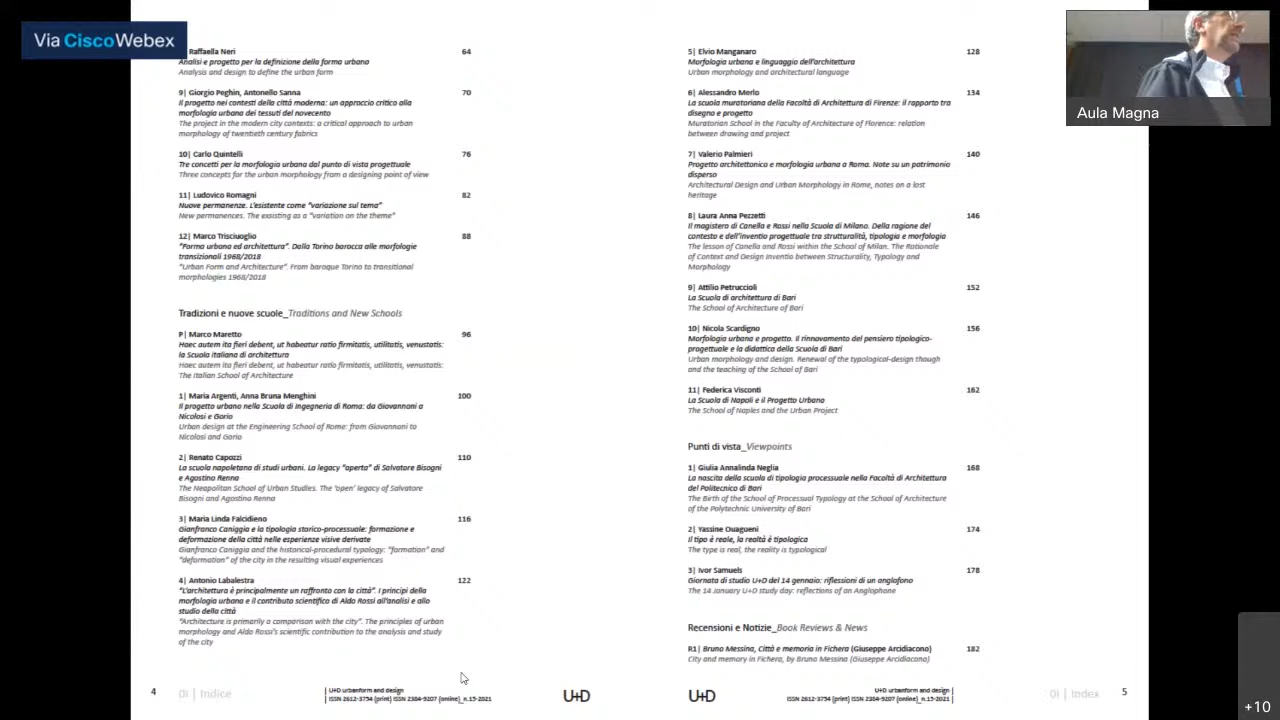 Via CiscoWebex
Raffaella Neri 64
Analisi e progetto per la definizione della forma urbana
Analysis and design to define the urban form
9| Giorgio Peghin, Antonello Sanna 70
Il progetto nei contesti della città moderna: un approccio critico alla
morfologia urbana dei tessuti del novecento
The project in the modern city contexts: a critical approach to urban
morphology of twentieth century fabrics
10| Carlo Quintelli 76
Tre concetti per la morfologia urbana dal punto di vista progettuale
Three concepts for the urban morphology from a designing point of view
11| Ludovico Romagni 82
Nuove permanenze. L'esistente come "variazione sul tema"
New permanences. The existing as a "variation on the theme"
12| Marco Trisciuoglio 88
"Forma urbana ed architettura". Dalla Torino barocca alle morfologie
transizionali 1968/2018
"Urban Form and Architecture". From baroque Torino to transitional
morphologies 1968/2018
Tradizioni e nuove scuole_Traditions and New Schools
P| Marco Maretto 96
Haec autem ita fieri debent, ut habeatur ratio firmitatis, utilitatis, venustatis:
la Scuola italiana di architettura
Haec autem ita fieri debent, ut habeatur ratio firmitatis, utilitatis, venustatis:
The Italian School of Architecture
1| Maria Argenti, Anna Bruna Menghini 100
Il progetto urbano nella Scuola di Ingegneria di Roma: da Giovannoni a
Nicolosi e Gorio
Urban design at the Engineering School of Rome: from Giovannoni to
Nicolosi and Gorio
2| Renato Capozzi 110
La scuola napoletana di studi urbani. La legacy "aperta" di Salvatore Bisogni
e Agostino Renna
The Neapolitan School of Urban Studies. The 'open' legacy of Salvatore
Bisogni and Agostino Renna
3| Maria Linda Falcidieno 116
Gianfranco Caniggia e la tipologia storico-processuale: formazione e
deformazione della città nelle esperienze visive derivate
Gianfranco Caniggia and the historical-procedural typology: "formation" and
"deformation" of the city in the resulting visual experiences
4| Antonio Labalestra 122
"L'architettura è principalmente un raffronto con la città". I principi della
morfologia urbana e il contributo scientifico di Aldo Rossi all'analisi e allo
studio della città
"Architecture is primarily a comparison with the city". The principles of urban
morphology and Aldo Rossi's scientific contribution to the analysis and study
of the city
4 0| | Indice
U+D urbanform and design
ISSN 2612-3754 (print) ISSN 2384-9207 (online)_n.15-2021
U+D
5| Elvio Manganaro 128
Morfologia urbana e linguaggio dell'architettura
Urban morphology and architectural language
6| Alessandro Merlo 134
La scuola muratoriana della Facoltà di Architettura di Firenze: il rapporto tra
disegno e progetto
Muratorian School in the Faculty of Architecture of Florence: relation
between drawing and project
7| Valerio Palmieri 140
Progetto architettonico e morfologia urbana a Roma. Note su un patrimonio
disperso
Architectural Design and Urban Morphology in Rome, notes on a lost
heritage
8| Laura Anna Pezzetti 146
Il magistero di Canella e Rossi nella Scuola di Milano. Della ragione del
contesto e dell'inventio progettuale tra strutturalità, tipologia e morfologia
The lesson of Canella and Rossi within the School of Milan. The Rationale
of Context and Design Inventio between Structurality, Typology and
Morphology
9| Attilio Petruccioli 152
La Scuola di architettura di Bari
The School of Architecture of Bari
10| Nicola Scardigno 156
Morfologia urbana e progetto. Il rinnovamento del pensiero tipologico-
progettuale e la didattica della Scuola di Bari
Urban morphology and design. Renewal of the typological-design though
and the teaching of the School of Bari
11| Federica Visconti 162
La Scuola di Napoli e il Progetto Urbano
The School of Naples and the Urban Project
Punti di vista_Viewpoints
1| Giulia Annalinda Neglia 168
La nascita della scuola di tipologia processuale nella Facoltà di Architettura
del Politecnico di Bari
The Birth of the School of Processual Typology at the School of Architecture
of the Polytechnic University of Bari
2| Yassine Ouagueni 174
Il tipo è reale, la realtà è tipologica
The type is real, the reality is typological
3| Ivor Samuels 178
Giornata di studio U+D del 14 gennaio: riflessioni di un anglofono
The 14 January U+D study day: reflections of an Anglophone
Recensioni e Notizie_Book Reviews & News
R1| Bruno Messina, Città e memoria in Fichera (Giuseppe Arcidiacono) 182
City and memory in Fichera, by Bruno Messina (Giuseppe Arcidiacono)
U+D
U+D urbanform and design
ISSN 2612-3754 (print) ISSN 2384-9207 (online)_n.15-2021
0| | Index 5
Aula Magna
+10